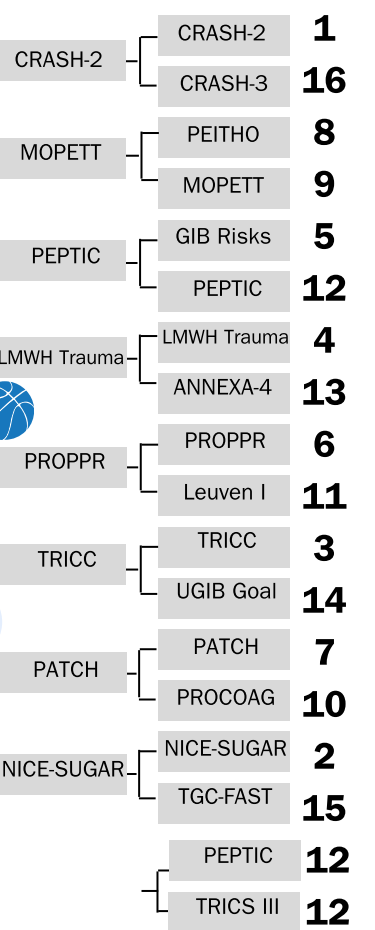 CRASH-2 1
CRASH-2
CRASH-3 16
PEITHO 8
MOPETT
MOPETT 9
GIB Risks 5
PEPTIC
PEPTIC 12
LMWH Trauma 4
LMWH Trauma
ANNEXA-4 13
PROPPR 6
PROPPR
Leuven I 11
TRICC 3
TRICC
UGIB Goal 14
PATCH 7
PATCH
PROCOAG 10
NICE-SUGAR 2
NICE-SUGAR
TGC-FAST 15
PEPTIC 12
TRICS III 12